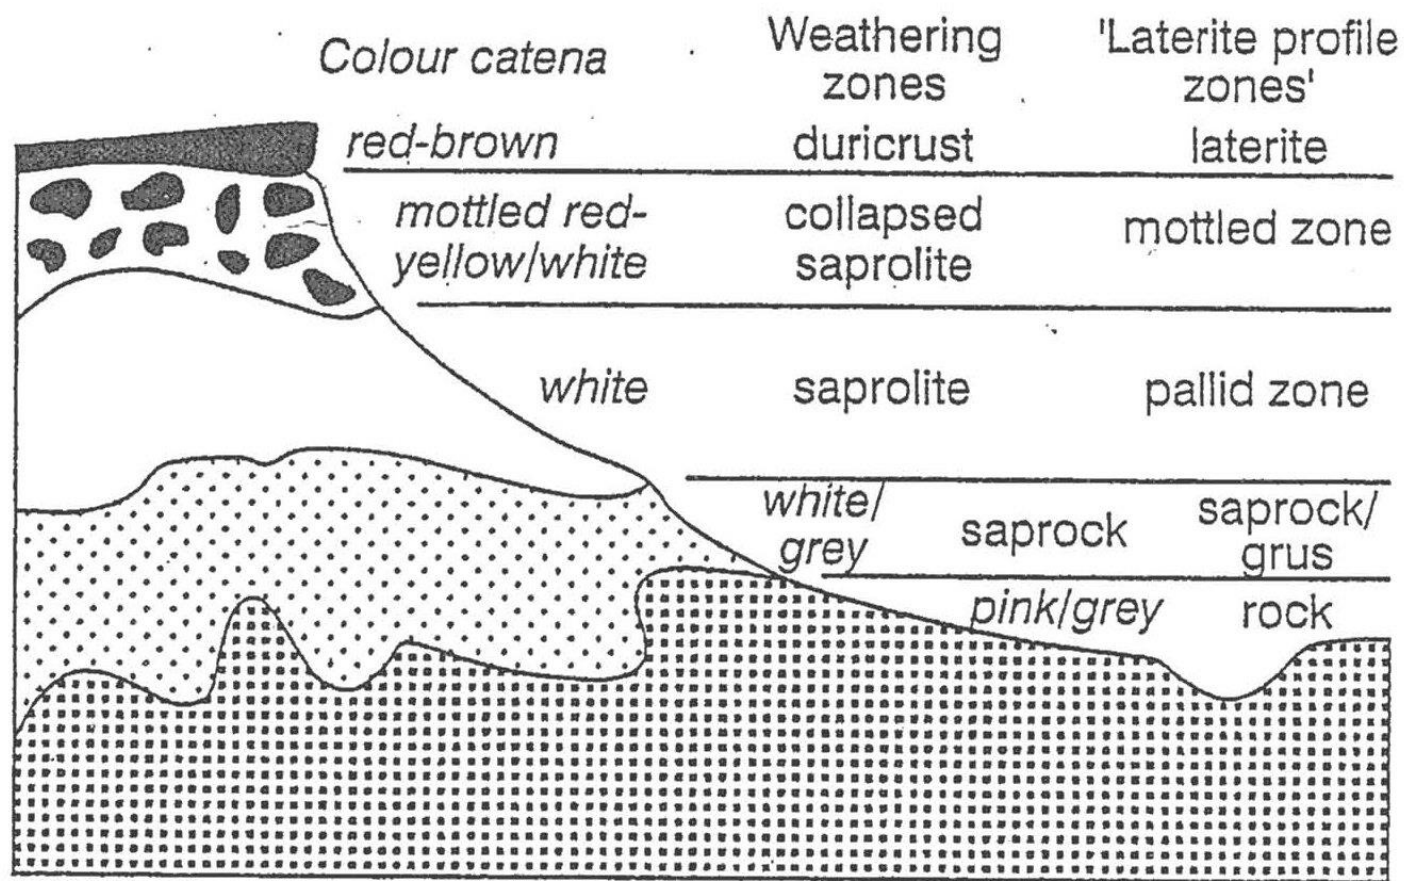 Colour catena
Weathering
zones
'Laterite profile
zones'
red-brown
duricrust
laterite
mottled red-
yellow/white
collapsed
saprolite
mottled zone
white
saprolite
pallid zone
white/
grey
saprock
saprock/
grus
pink/grey
rock